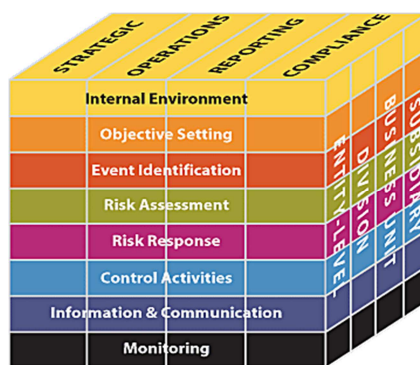 STRATEGIC
OPERATIONS
REPORTING
COMPLIANCE
Internal Environment
Objective Setting
Event Identification
Risk Assessment
Risk Response
Control Activities
Information & Communication
Monitoring
ENTITY-LEVEL
DIVISION
BUSINESS UNIT
SUBSIDIARY